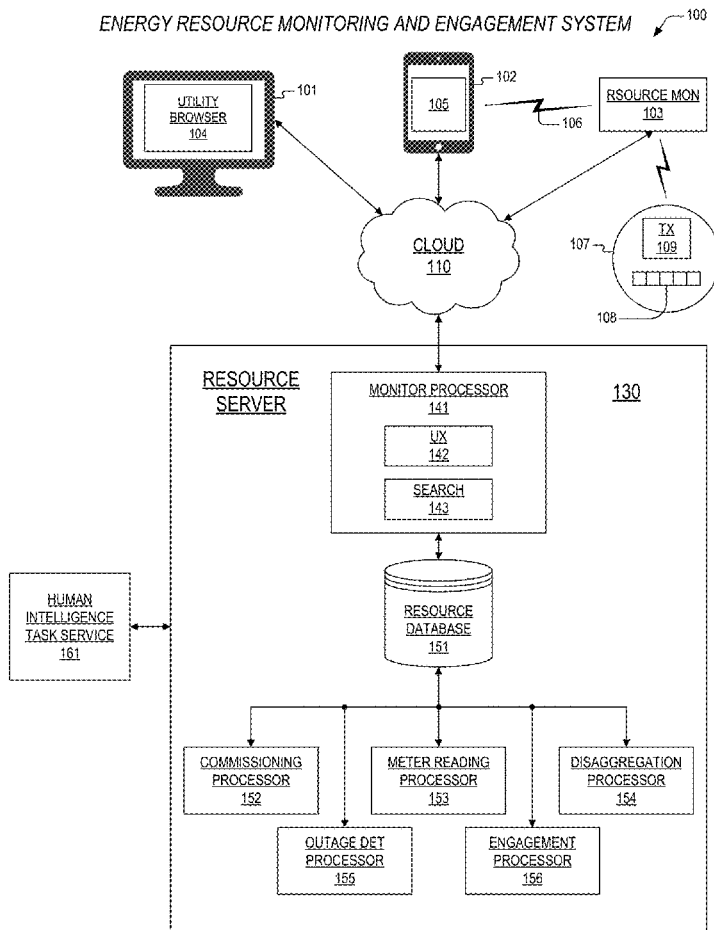 ENERGY RESOURCE MONITORING AND ENGAGEMENT SYSTEM
100
UTILITY
BROWSER
104
101
105
102
106
RSOURCE MON
103
107
TX
109
108
CLOUD
110
RESOURCE
SERVER
130
MONITOR PROCESSOR
141
UX
142
SEARCH
143
HUMAN
INTELLIGENCE
TASK SERVICE
161
RESOURCE
DATABASE
151
COMMISSIONING
PROCESSOR
152
METER READING
PROCESSOR
153
DISAGGREGATION
PROCESSOR
154
OUTAGE DET
PROCESSOR
155
ENGAGEMENT
PROCESSOR
156